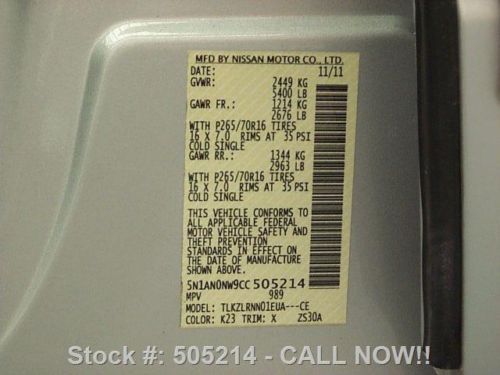 MFD BY NISSAN MOTOR CO., LTD.
DATE: 11/11
GVWR: 2449 KG
5400 LB
GAWR FR.: 1214 KG
2676 LB
WITH P265/70R16 TIRES
16 X 7.0 RIMS AT 35 PSI
COLD SINGLE
GAWR RR.: 1344 KG
2963 LB
WITH P265/70R16 TIRES
16 X 7.0 RIMS AT 35 PSI
COLD SINGLE
THIS VEHICLE CONFORMS TO
ALL APPLICABLE FEDERAL
MOTOR VEHICLE SAFETY AND
THEFT PREVENTION
STANDARDS IN EFFECT ON
THE DATE OF MANUFACTURE
SHOWN ABOVE.
5N1AN0NW9CC505214
MPV 989
MODEL: TLKZLRNN01EUA---CE
COLOR: K23 TRIM: X ZS30A
Stock #: 505214 - CALL NOW!!